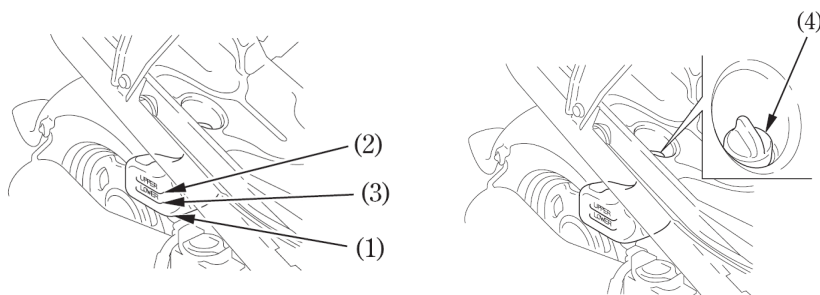 (2)
UPPER
LOWER
(3)
(1)
(4)
UPPER
LOWER